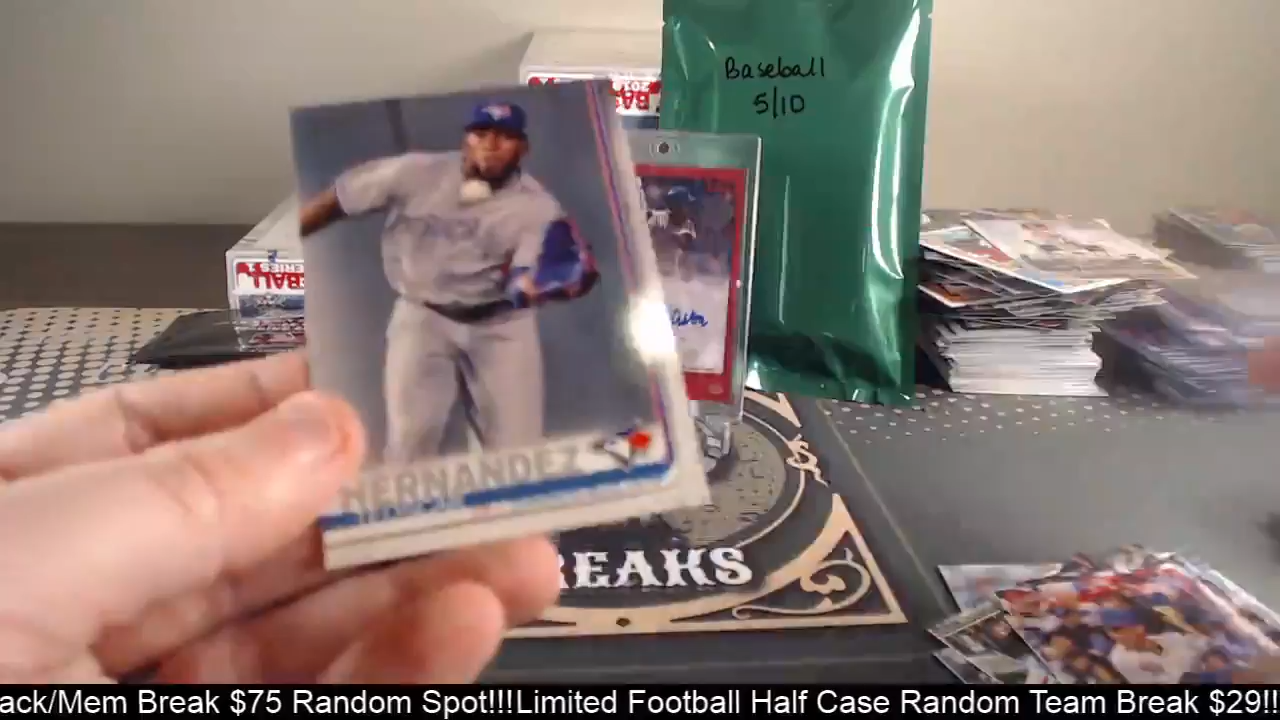 Baseball
5/10
HERNANDEZ
REAKS
ack/Mem Break $75 Random Spot!!!Limited Football Half Case Random Team Break $29!!